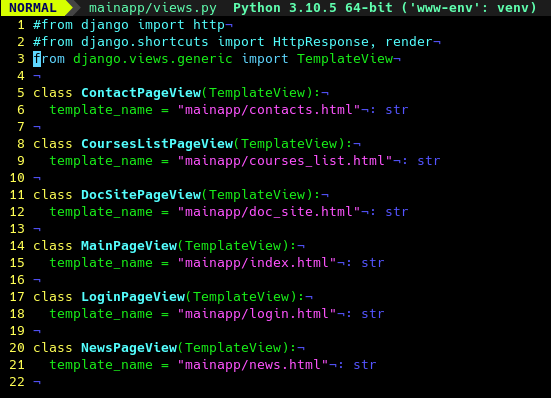 NORMAL mainapp/views.py Python 3.10.5 64-bit ('www-env': venv)
1 #from django import http¬
2 #from django.shortcuts import HttpResponse, render¬
3 from django.views.generic import TemplateView¬
4 ¬
5 class ContactPageView(TemplateView):¬
6   template_name = "mainapp/contacts.html"¬: str
7 ¬
8 class CoursesListPageView(TemplateView):¬
9   template_name = "mainapp/courses_list.html"¬: str
10 ¬
11 class DocSitePageView(TemplateView):¬
12   template_name = "mainapp/doc_site.html"¬: str
13 ¬
14 class MainPageView(TemplateView):¬
15   template_name = "mainapp/index.html"¬: str
16 ¬
17 class LoginPageView(TemplateView):¬
18   template_name = "mainapp/login.html"¬: str
19 ¬
20 class NewsPageView(TemplateView):¬
21   template_name = "mainapp/news.html"¬: str
22 ¬